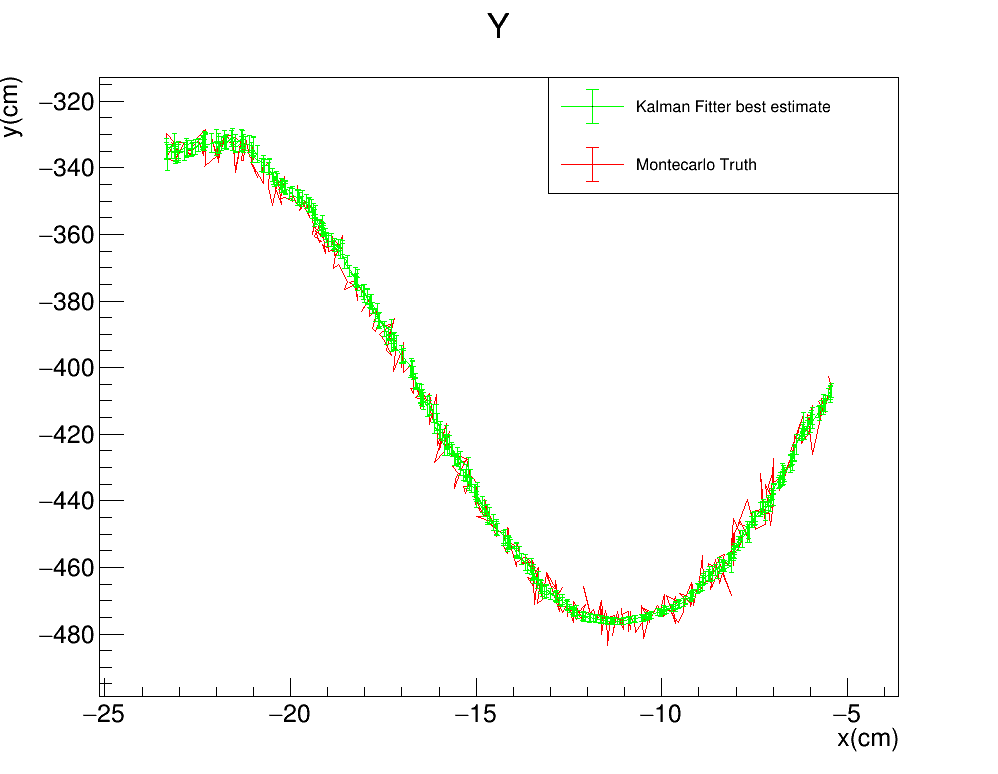 Y
y(cm)
Kalman Fitter best estimate
Montecarlo Truth
−320
−340
−360
−380
−400
−420
−440
−460
−480
−25 −20 −15 −10 −5
x(cm)